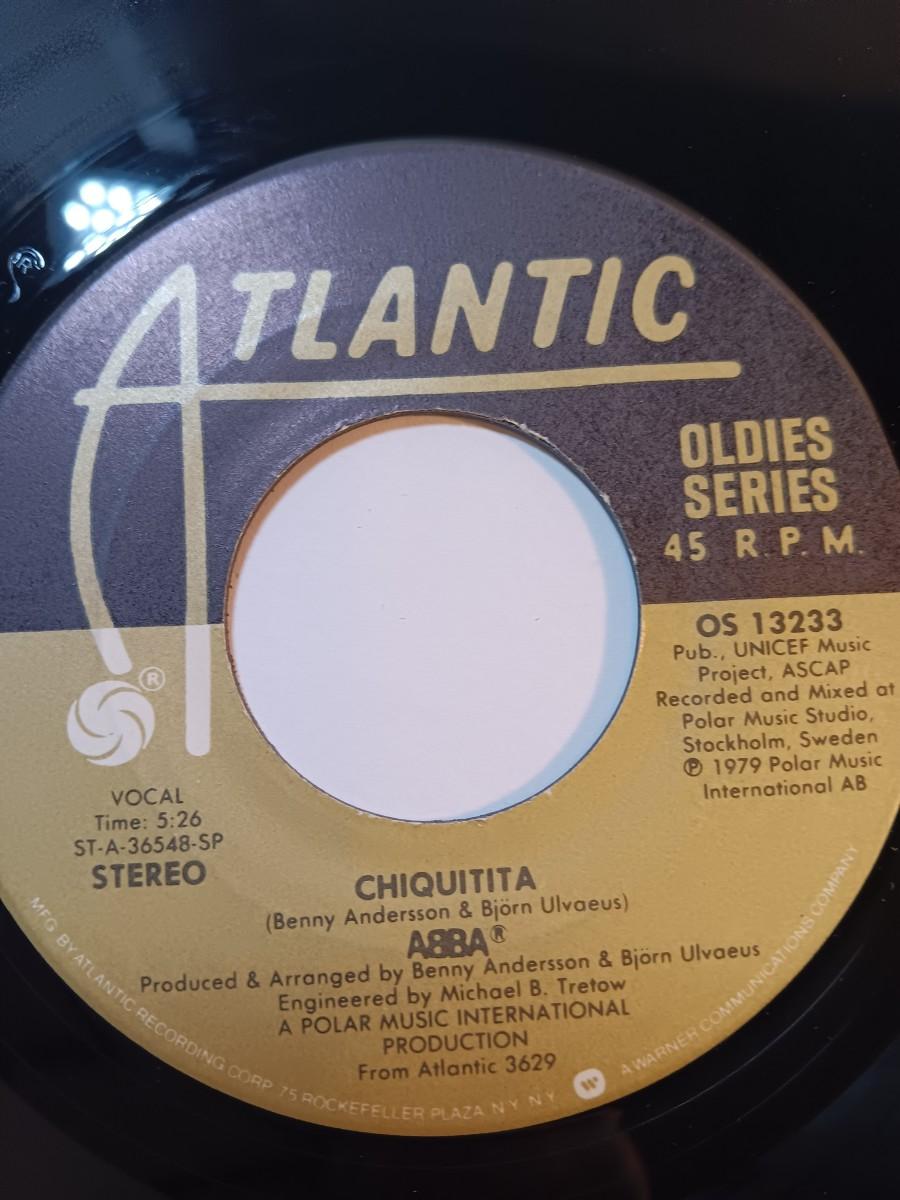 ATLANTIC
OLDIES
SERIES
45 R.P.M.
OS 13233
Pub., UNICEF Music
Project, ASCAP
Recorded and Mixed at
Polar Music Studio,
Stockholm, Sweden
℗ 1979 Polar Music
International AB
®
VOCAL
Time: 5:26
ST-A-36548-SP
STEREO
CHIQUITITA
(Benny Andersson & Björn Ulvaeus)
ABBA®
Produced & Arranged by Benny Andersson & Björn Ulvaeus
Engineered by Michael B. Tretow
A POLAR MUSIC INTERNATIONAL
PRODUCTION
From Atlantic 3629
MFG. BY ATLANTIC RECORDING CORP. 75 ROCKEFELLER PLAZA N.Y. N.Y. W A WARNER COMMUNICATIONS COMPANY